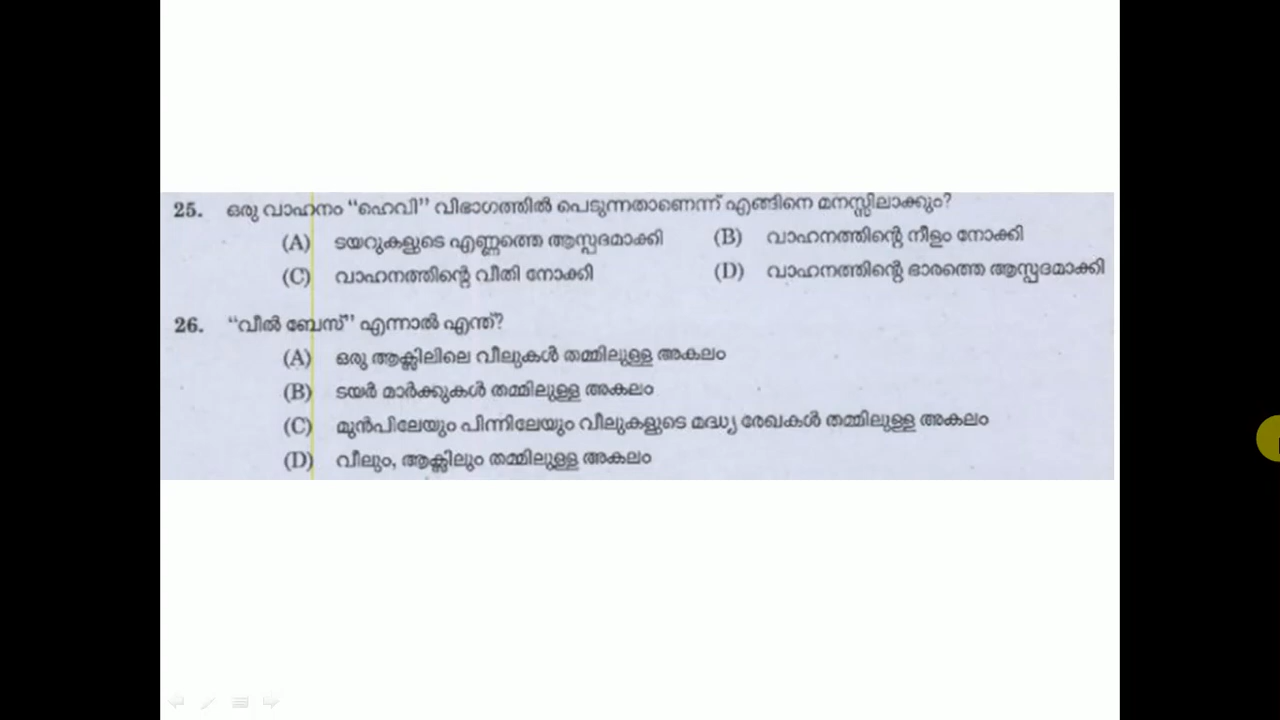 25. ഒരു വാഹനം “ഹെവി” വിഭാഗത്തിൽ പെടുന്നതാണെന്ന് എങ്ങിനെ മനസ്സിലാക്കും?
(A) ടയറുകളുടെ എണ്ണത്തെ ആസ്പദമാക്കി (B) വാഹനത്തിന്റെ നീളം നോക്കി
(C) വാഹനത്തിന്റെ വീതി നോക്കി (D) വാഹനത്തിന്റെ ഭാരത്തെ ആസ്പദമാക്കി
26. “വീൽ ബേസ്” എന്നാൽ എന്ത്?
(A) ഒരു ആക്സിലിലെ വീലുകൾ തമ്മിലുള്ള അകലം
(B) ടയർ മാർക്കുകൾ തമ്മിലുള്ള അകലം
(C) മുൻപിലേയും പിന്നിലേയും വീലുകളുടെ മദ്ധ്യ രേഖകൾ തമ്മിലുള്ള അകലം
(D) വീലും, ആക്സിലും തമ്മിലുള്ള അകലം